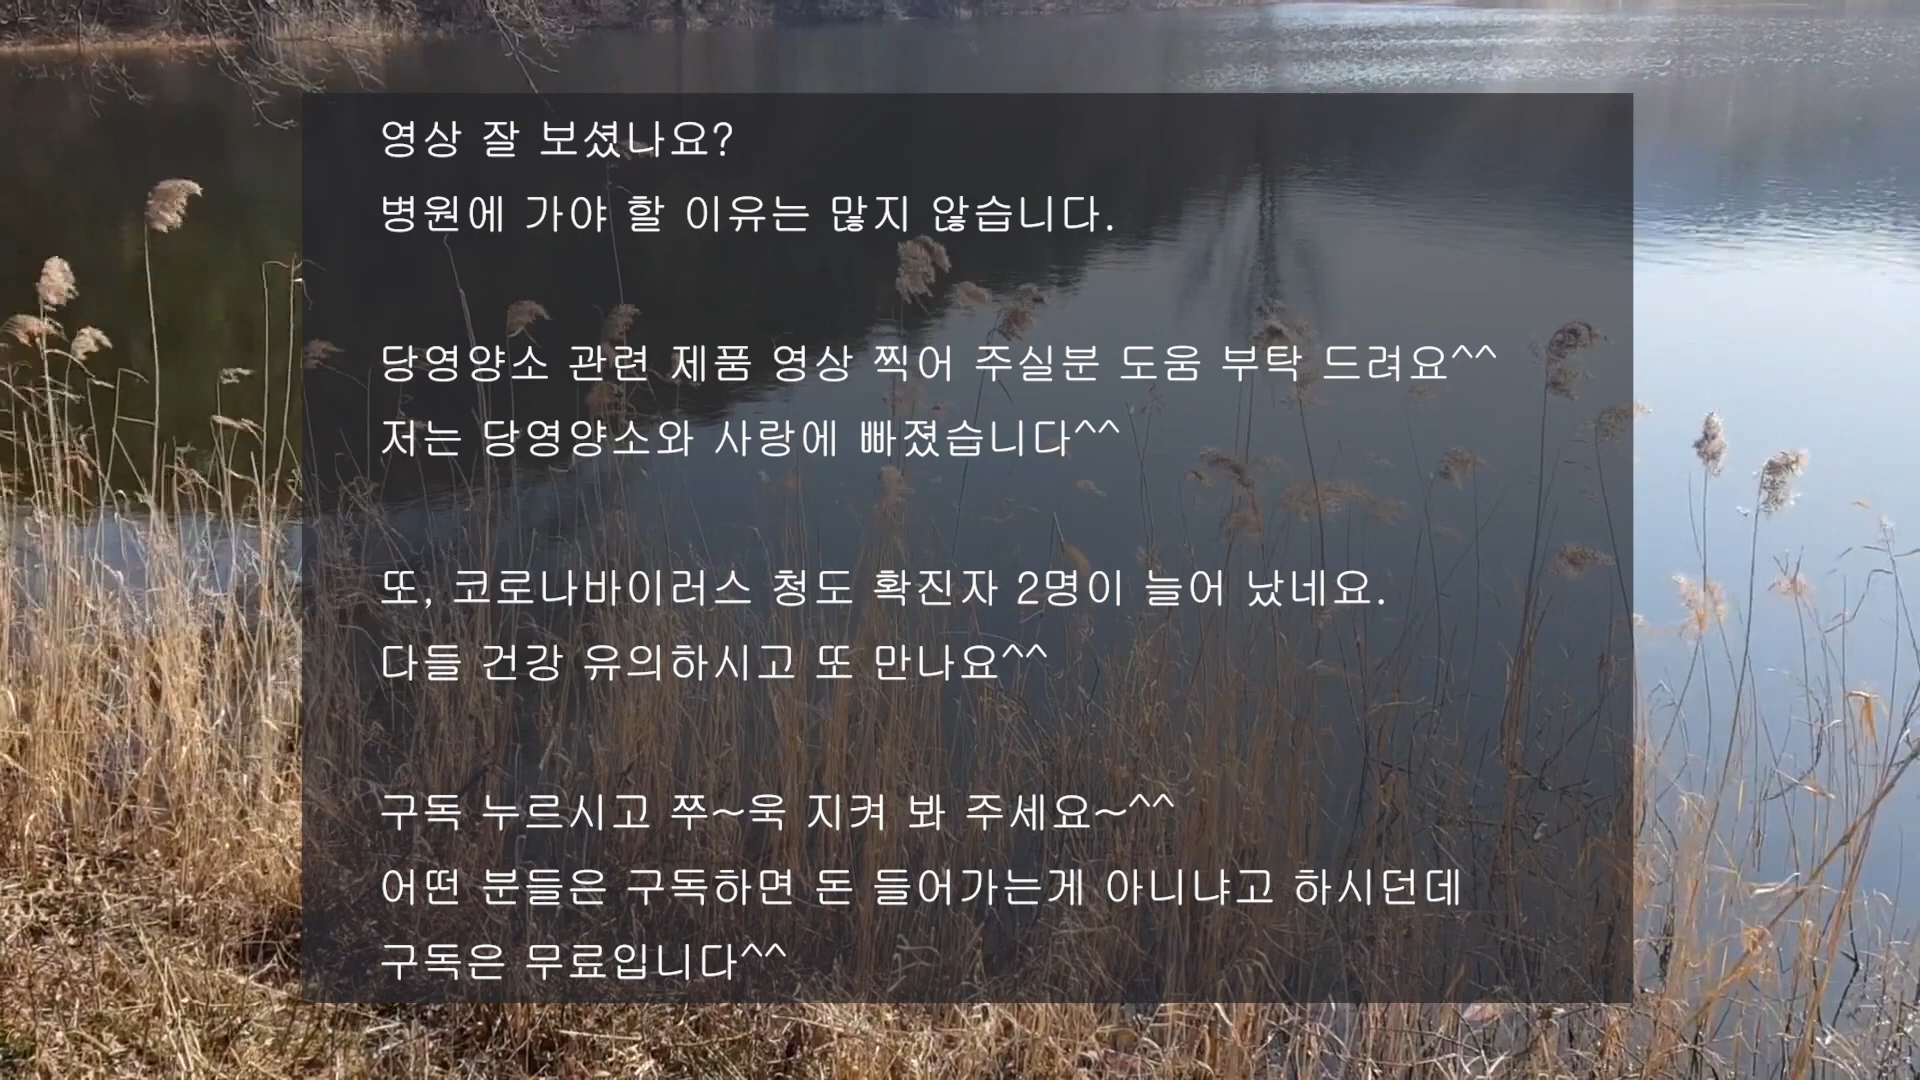 영상 잘 보셨나요?
병원에 가야 할 이유는 많지 않습니다.
당영양소 관련 제품 영상 찍어 주실분 도움 부탁 드려요^^
저는 당영양소와 사랑에 빠졌습니다^^
또, 코로나바이러스 청도 확진자 2명이 늘어 났네요.
다들 건강 유의하시고 또 만나요^^
구독 누르시고 쭈~욱 지켜 봐 주세요~^^
어떤 분들은 구독하면 돈 들어가는게 아니냐고 하시던데
구독은 무료입니다^^